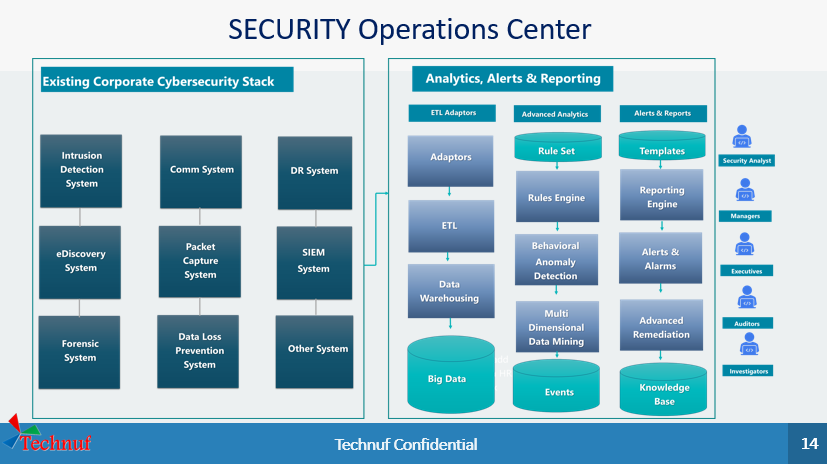 SECURITY Operations Center
Existing Corporate Cybersecurity Stack
Intrusion
Detection
System
Comm System
DR System
eDiscovery
System
Packet
Capture
System
SIEM
System
Forensic
System
Data Loss
Prevention
System
Other System
Analytics, Alerts & Reporting
ETL Adaptors
Adaptors
ETL
Data
Warehousing
Big Data
Advanced Analytics
Rule Set
Rules Engine
Behavioral
Anomaly
Detection
Multi
Dimensional
Data Mining
Events
Alerts & Reports
Templates
Reporting
Engine
Alerts &
Alarms
Advanced
Remediation
Knowledge
Base
Security Analyst
Managers
Executives
Auditors
Investigators
Technuf
Technuf Confidential
14